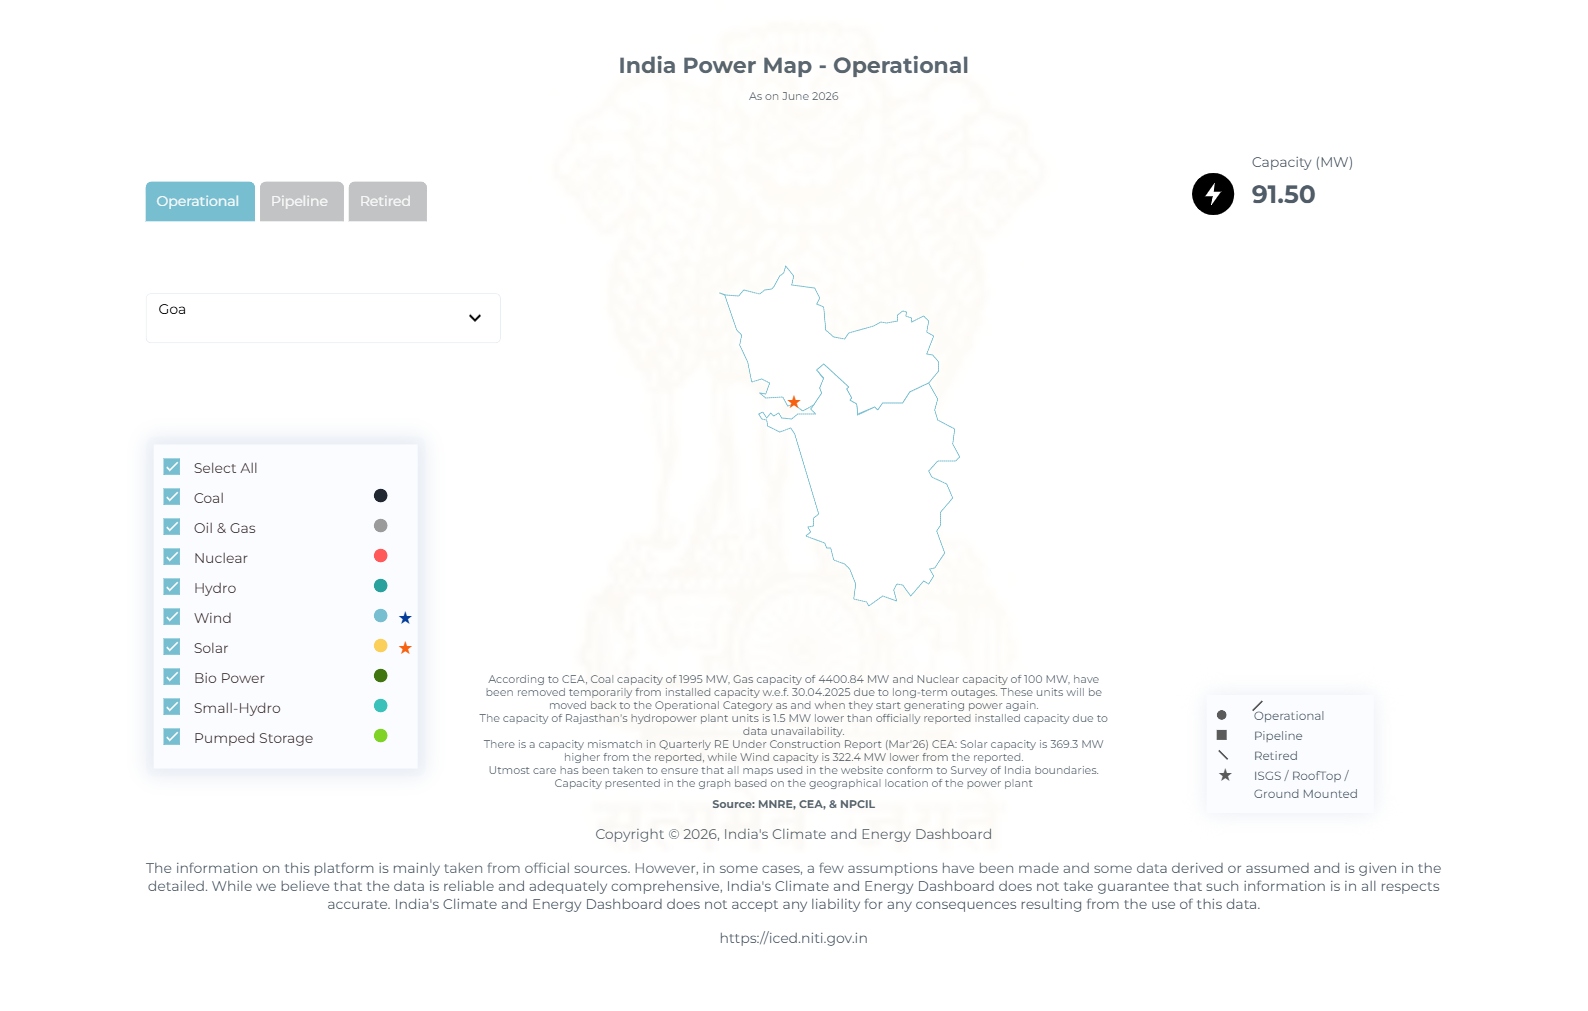 India Power Map - Operational
As on June 2026
Capacity (MW)
91.50
Operational
Pipeline
Retired
Goa
Select All
Coal
Oil & Gas
Nuclear
Hydro
Wind
Solar
Bio Power
Small-Hydro
Pumped Storage
According to CEA, Coal capacity of 1995 MW, Gas capacity of 4400.84 MW and Nuclear capacity of 100 MW, have
been removed temporarily from installed capacity w.e.f. 30.04.2025 due to long-term outages. These units will be
moved back to the Operational Category as and when they start generating power again.
The capacity of Rajasthan's hydropower plant units is 1.5 MW lower than officially reported installed capacity due to
data unavailability.
There is a capacity mismatch in Quarterly RE Under Construction Report (Mar'26) CEA: Solar capacity is 369.3 MW
higher from the reported, while Wind capacity is 322.4 MW lower from the reported.
Utmost care has been taken to ensure that all maps used in the website conform to Survey of India boundaries.
Capacity presented in the graph based on the geographical location of the power plant
Source: MNRE, CEA, & NPCIL
Operational
Pipeline
Retired
ISGS / RoofTop /
Ground Mounted
Copyright © 2026, India's Climate and Energy Dashboard
The information on this platform is mainly taken from official sources. However, in some cases, a few assumptions have been made and some data derived or assumed and is given in the
detailed. While we believe that the data is reliable and adequately comprehensive, India's Climate and Energy Dashboard does not take guarantee that such information is in all respects
accurate. India's Climate and Energy Dashboard does not accept any liability for any consequences resulting from the use of this data.
https://iced.niti.gov.in